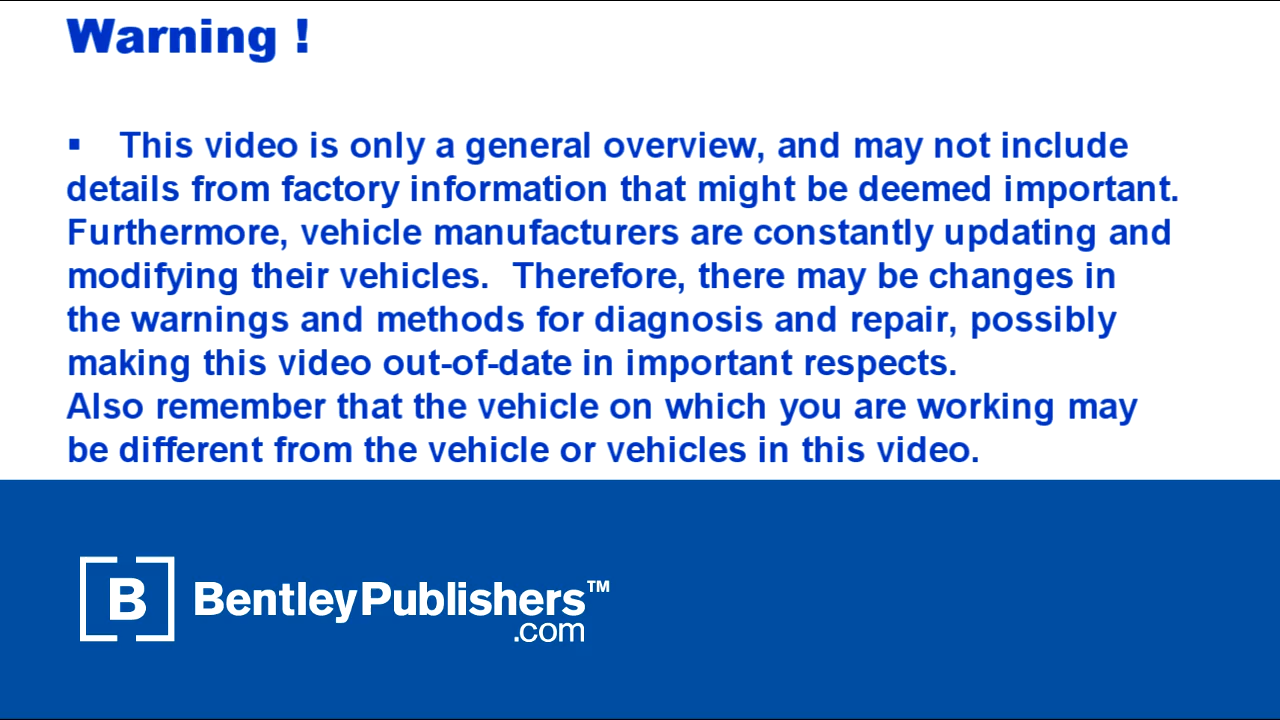 Warning !
▪ This video is only a general overview, and may not include
details from factory information that might be deemed important.
Furthermore, vehicle manufacturers are constantly updating and
modifying their vehicles.  Therefore, there may be changes in
the warnings and methods for diagnosis and repair, possibly
making this video out-of-date in important respects.
Also remember that the vehicle on which you are working may
be different from the vehicle or vehicles in this video.
B BentleyPublishers™
.com